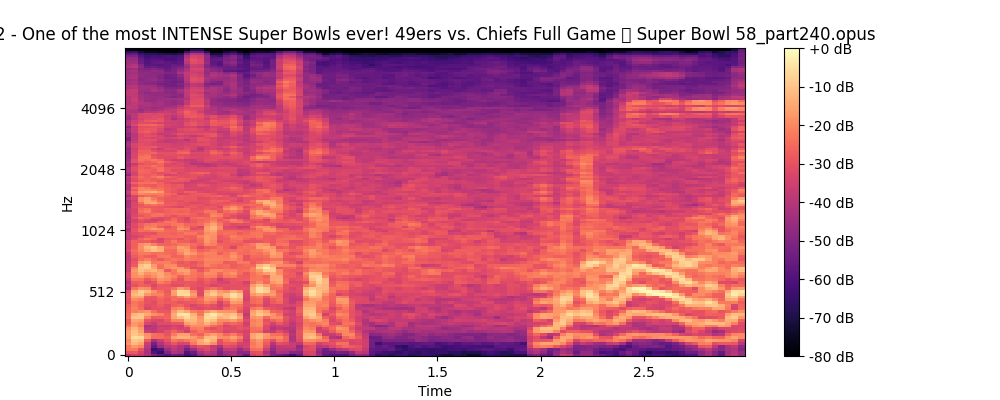 2 - One of the most INTENSE Super Bowls ever! 49ers vs. Chiefs Full Game ▯ Super Bowl 58_part240.opus
+0 dB
-10 dB
-20 dB
-30 dB
-40 dB
-50 dB
-60 dB
-70 dB
-80 dB
4096
2048
1024
512
0
Hz
0
0.5
1
1.5
2
2.5
Time